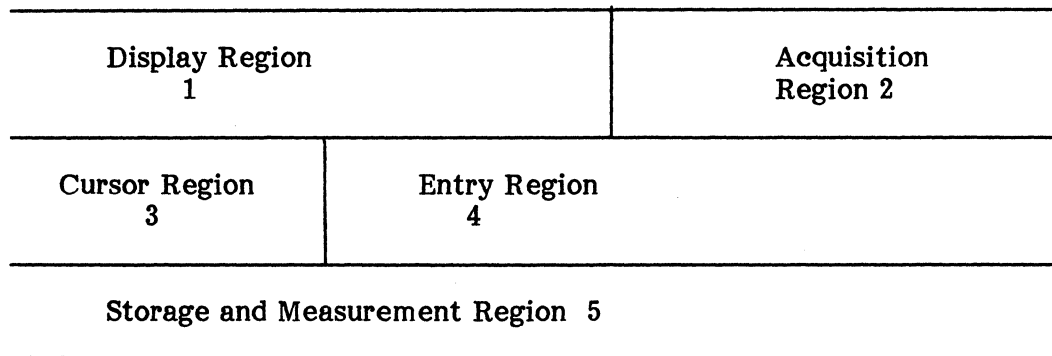 Display Region
1
Acquisition
Region 2
Cursor Region
3
Entry Region
4
Storage and Measurement Region 5